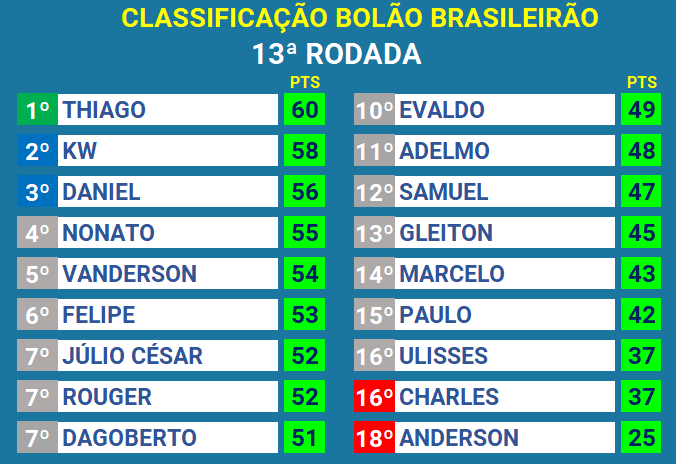 CLASSIFICAÇÃO BOLÃO BRASILEIRÃO
13ª RODADA
PTS
1º THIAGO 60
2º KW 58
3º DANIEL 56
4º NONATO 55
5º VANDERSON 54
6º FELIPE 53
7º JÚLIO CÉSAR 52
7º ROUGER 52
7º DAGOBERTO 51
PTS
10º EVALDO 49
11º ADELMO 48
12º SAMUEL 47
13º GLEITON 45
14º MARCELO 43
15º PAULO 42
16º ULISSES 37
16º CHARLES 37
18º ANDERSON 25